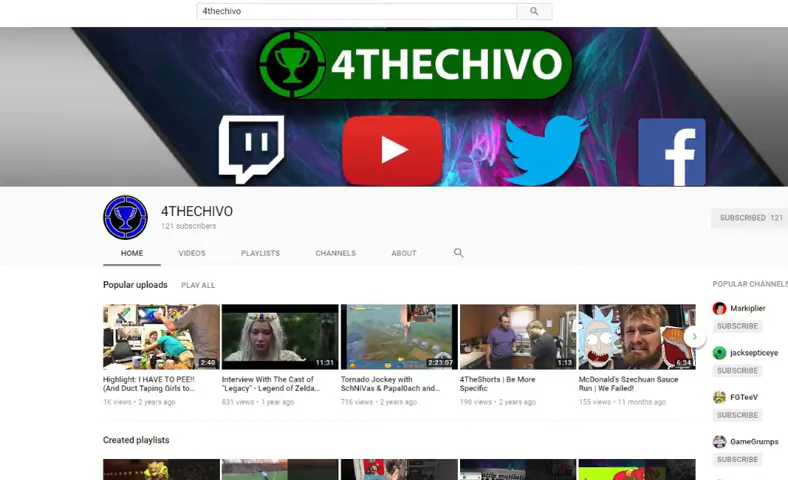 4thechivo
4THECHIVO
4THECHIVO
121 subscribers
SUBSCRIBED 121
HOME VIDEOS PLAYLISTS CHANNELS ABOUT
Popular uploads PLAY ALL
POPULAR CHANNELS
2:40
11:31
2:23:07
1:13
6:34
Highlight: I HAVE TO PEE!!
(And Duct Taping Girls to...
1K views • 2 years ago
Interview With The Cast of
"Legacy" - Legend of Zelda...
831 views • 1 year ago
Tornado Jockey with
SchNiVas & Papal0ach and...
716 views • 2 years ago
4TheShorts | Be More
Specific
198 views • 2 years ago
McDonald's Szechuan Sauce
Run | We Failed!
155 views • 11 months ago
Markiplier
SUBSCRIBE
jacksepticeye
SUBSCRIBE
FGTeeV
SUBSCRIBE
GameGrumps
SUBSCRIBE
Created playlists